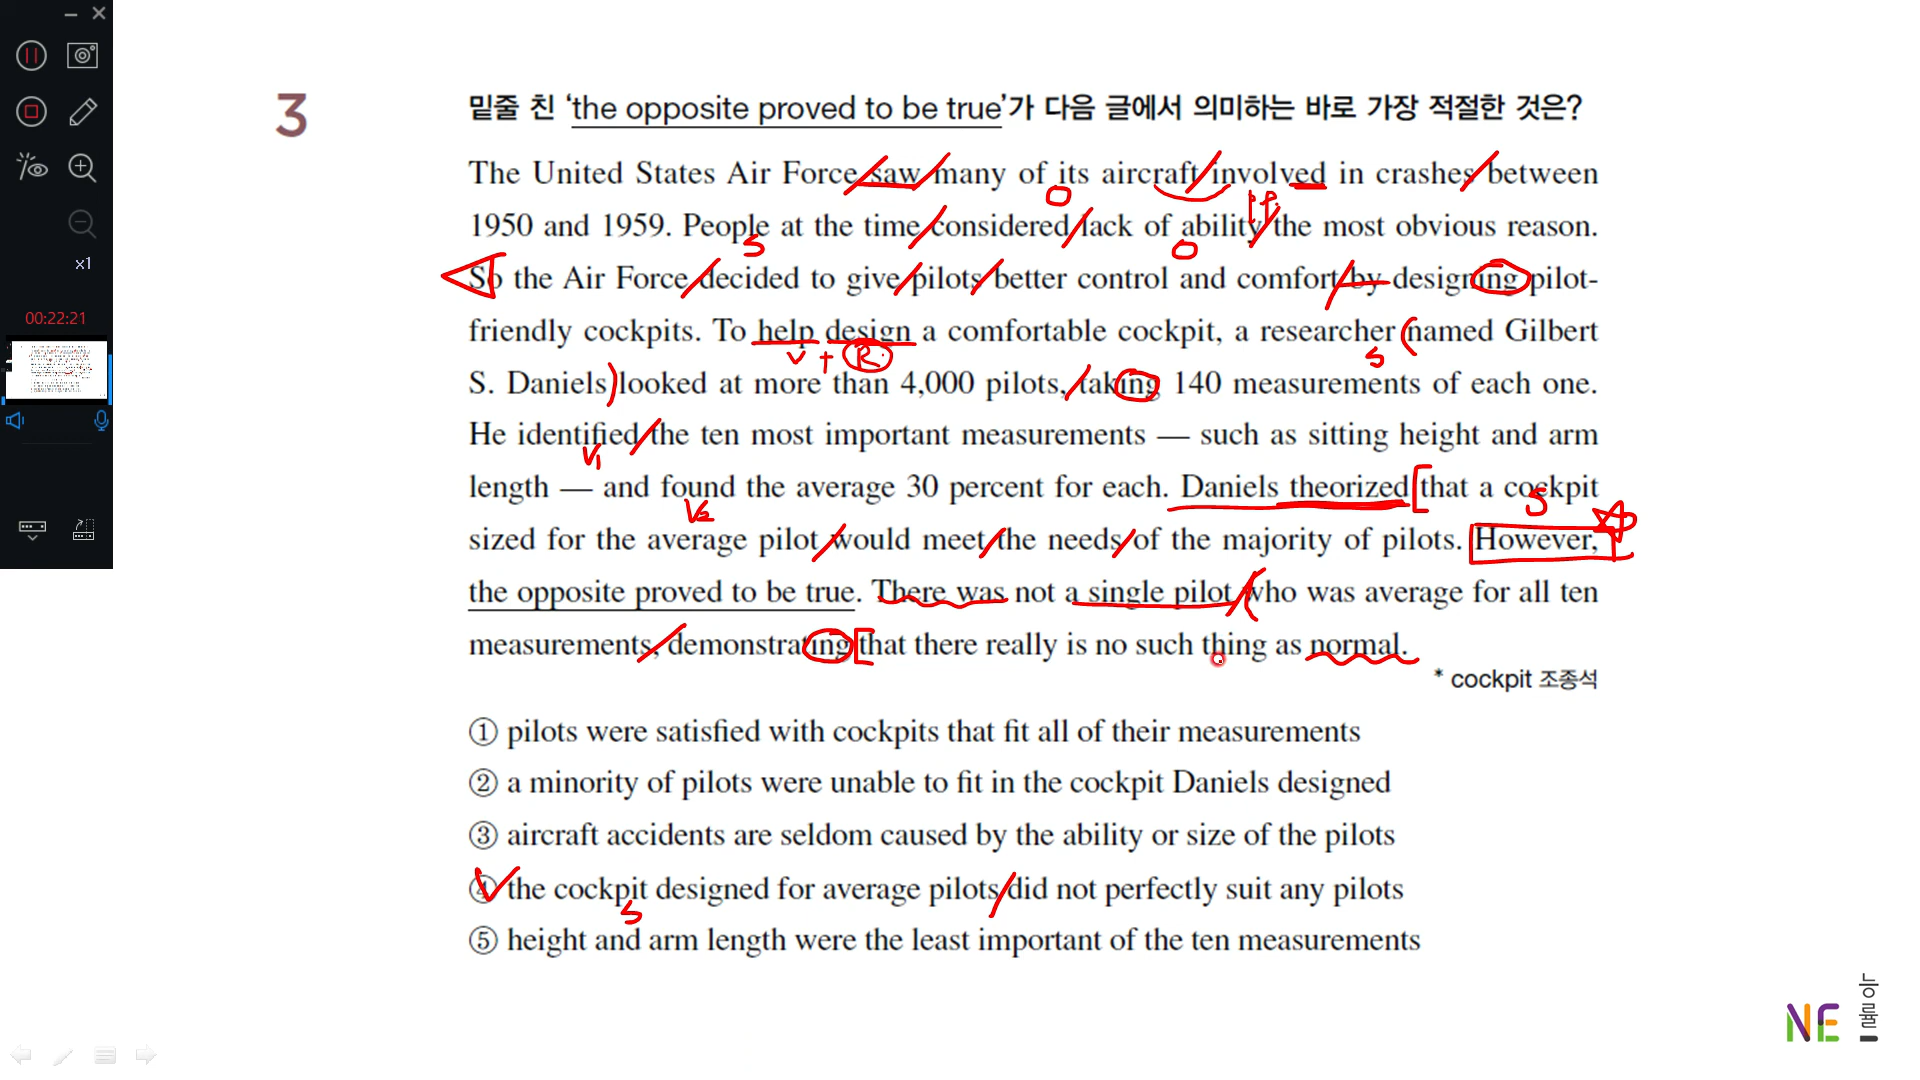 x1
00:22:21
3
밑줄 친 ‘the opposite proved to be true’가 다음 글에서 의미하는 바로 가장 적절한 것은?
The United States Air Force saw many of its aircraft involved in crashes between
O
p.p.
1950 and 1959. People at the time considered lack of ability the most obvious reason.
S
O
So the Air Force decided to give pilots better control and comfort by designing pilot-
friendly cockpits. To help design a comfortable cockpit, a researcher (named Gilbert
V + R.
S
S. Daniels) looked at more than 4,000 pilots, taking 140 measurements of each one.
He identified the ten most important measurements — such as sitting height and arm
V1
length — and found the average 30 percent for each. Daniels theorized [that a cockpit
V2
S
sized for the average pilot would meet the needs of the majority of pilots. However,
the opposite proved to be true. There was not a single pilot (who was average for all ten
measurements, demonstrating [that there really is no such thing as normal.
* cockpit 조종석
① pilots were satisfied with cockpits that fit all of their measurements
② a minority of pilots were unable to fit in the cockpit Daniels designed
③ aircraft accidents are seldom caused by the ability or size of the pilots
④ the cockpit designed for average pilots did not perfectly suit any pilots
S
⑤ height and arm length were the least important of the ten measurements
NE 능률